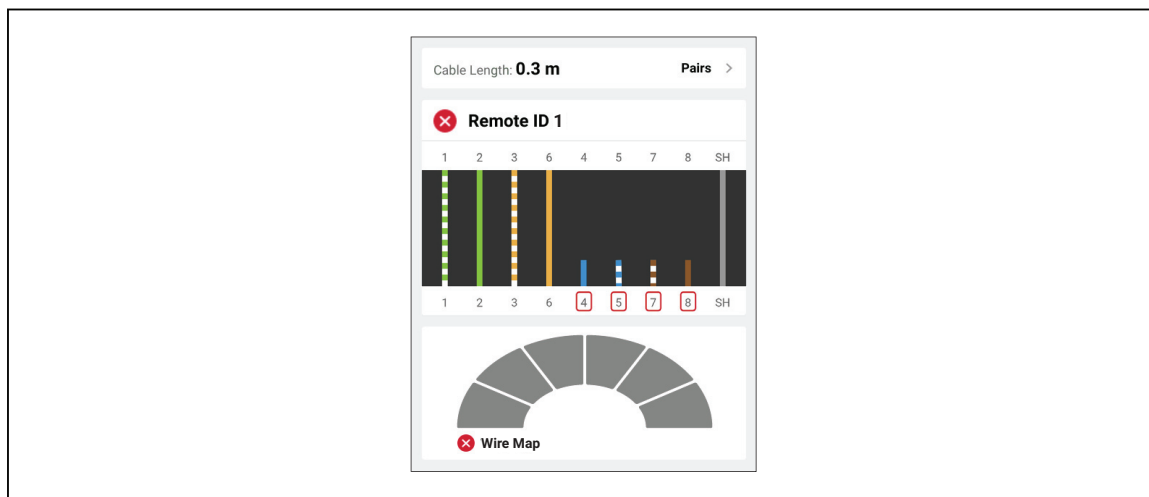 Cable Length: 0.3 m Pairs >
Remote ID 1
1 2 3 6 4 5 7 8 SH
1 2 3 6 4 5 7 8 SH
Wire Map